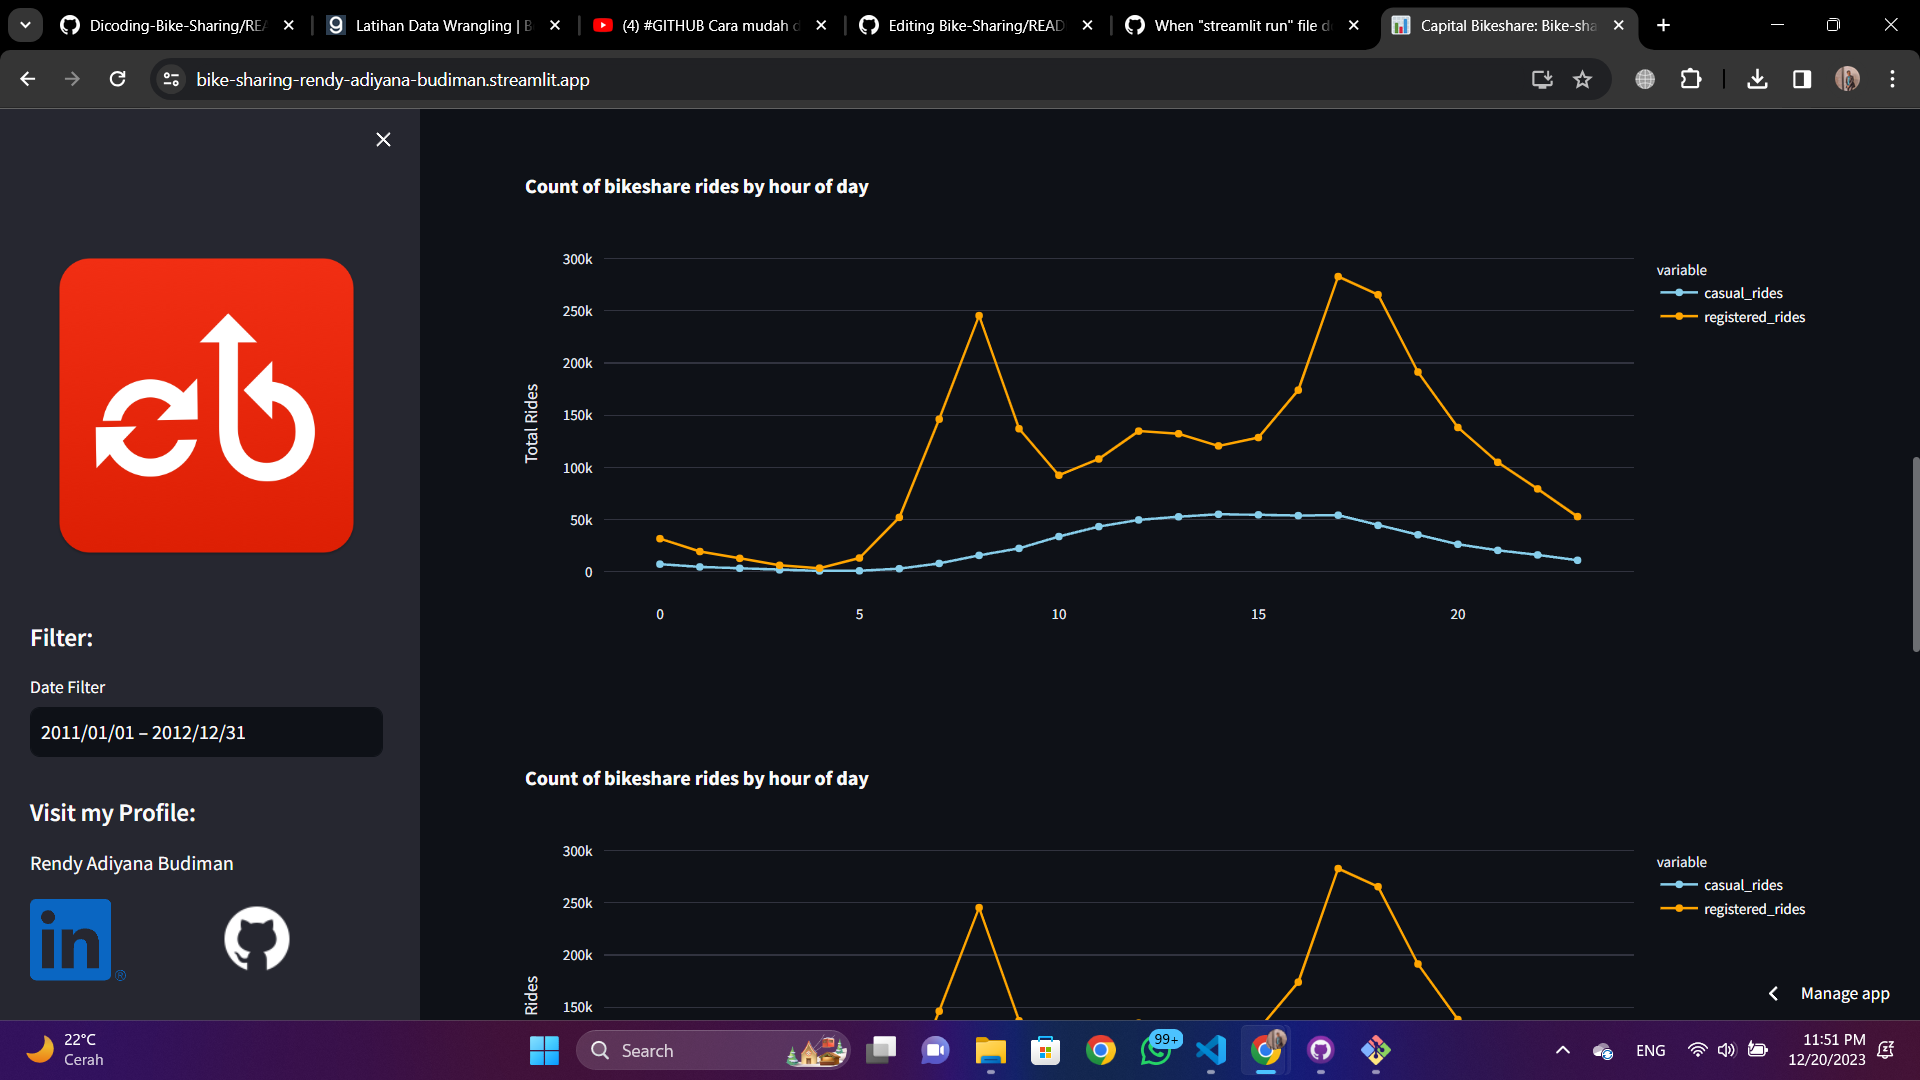 Dicoding-Bike-Sharing/REA
Latihan Data Wrangling | B
(4) #GITHUB Cara mudah d
Editing Bike-Sharing/READ
When "streamlit run" file de
Capital Bikeshare: Bike-sha
bike-sharing-rendy-adiyana-budiman.streamlit.app
Filter:
Date Filter
2011/01/01 – 2012/12/31
Visit my Profile:
Rendy Adiyana Budiman
in
®
Count of bikeshare rides by hour of day
300k
250k
200k
150k
100k
50k
0
Total Rides
0
5
10
15
20
variable
casual_rides
registered_rides
Count of bikeshare rides by hour of day
300k
250k
200k
150k
Rides
variable
casual_rides
registered_rides
Manage app
22°C
Cerah
Search
99+
ENG
11:51 PM
12/20/2023